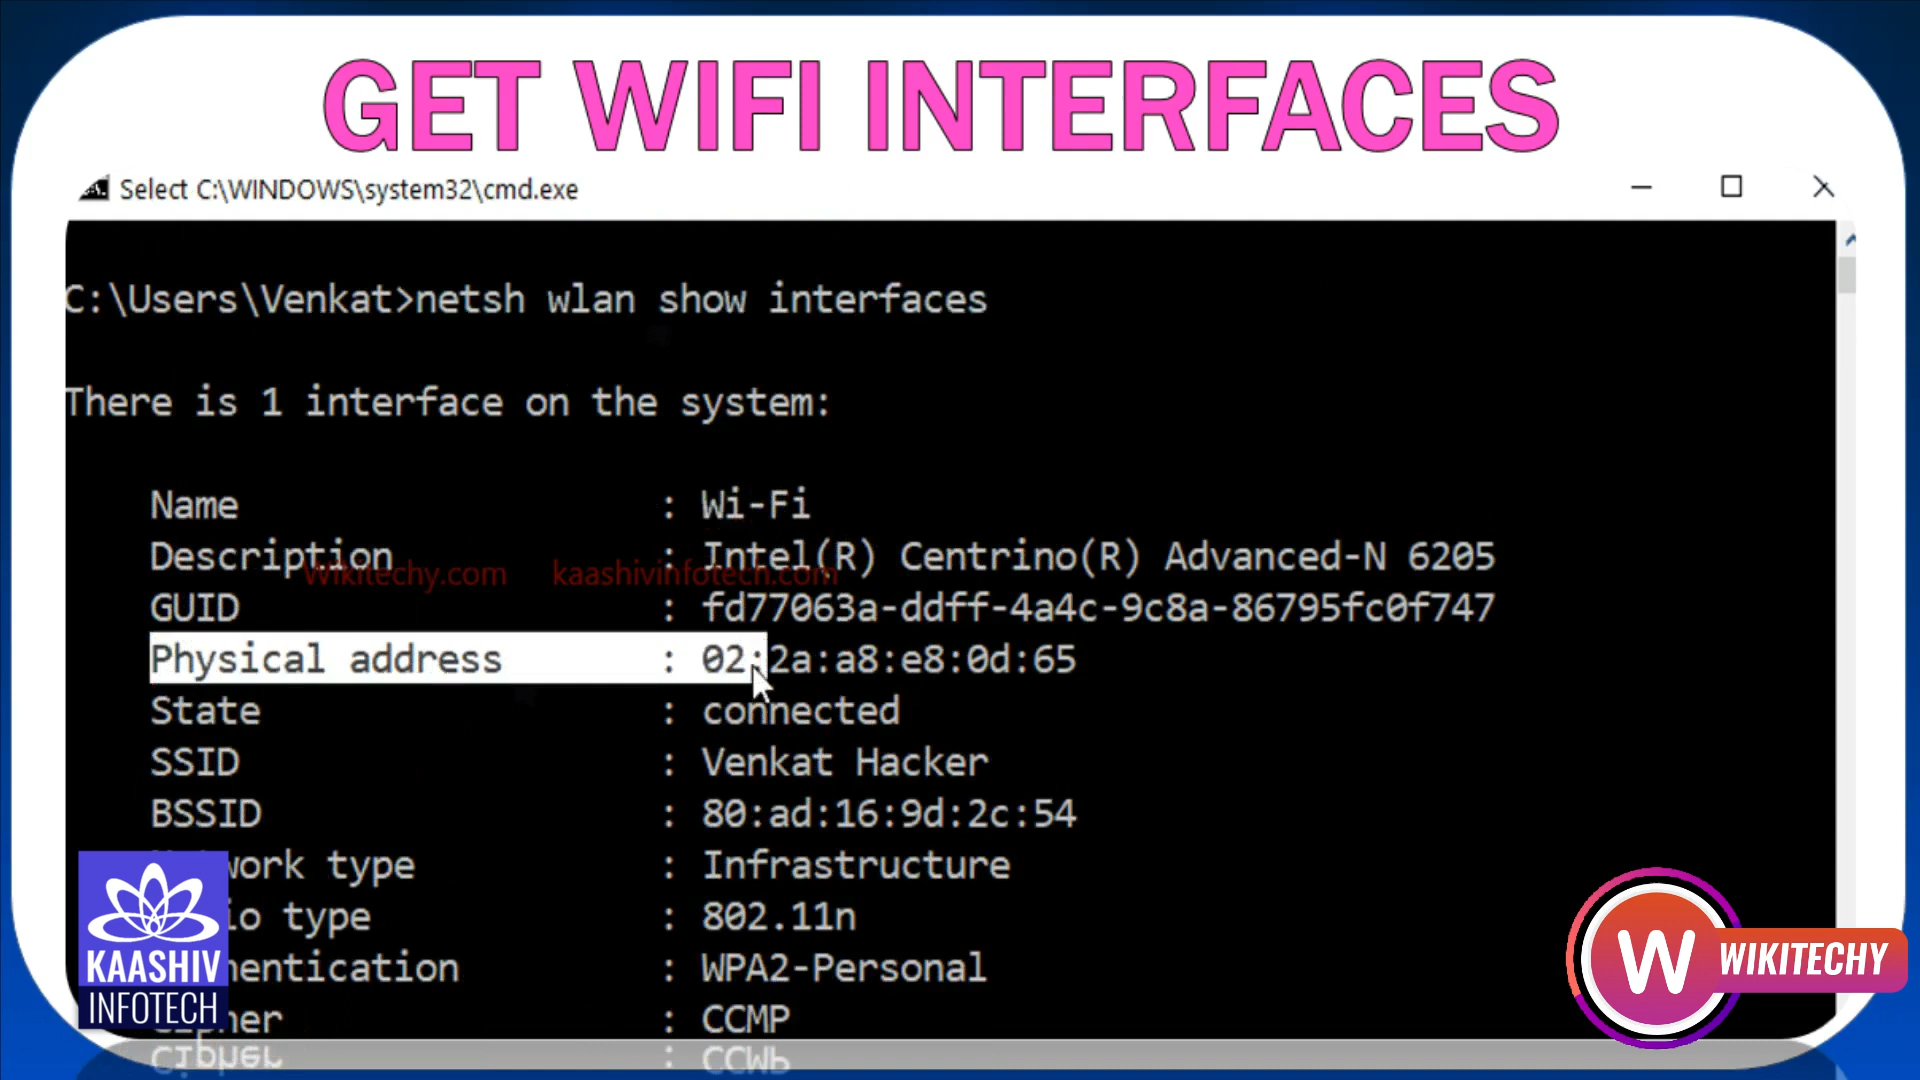 GET WIFI INTERFACES
Select C:\WINDOWS\system32\cmd.exe
C:\Users\Venkat>netsh wlan show interfaces
There is 1 interface on the system:
Name : Wi-Fi
Description : Intel(R) Centrino(R) Advanced-N 6205
Wikitechy.com kaashivinfotech.com
GUID : fd77063a-ddff-4a4c-9c8a-86795fc0f747
Physical address : 02:2a:a8:e8:0d:65
State : connected
SSID : Venkat Hacker
BSSID : 80:ad:16:9d:2c:54
work type : Infrastructure
io type : 802.11n
hentication : WPA2-Personal
Cipher : CCMP
KAASHIV
INFOTECH
W WIKITECHY